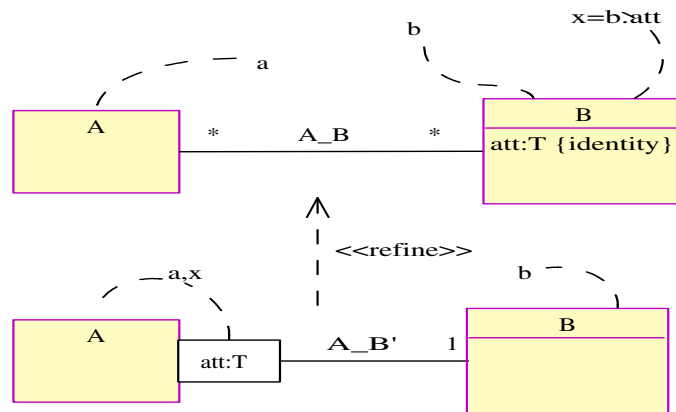 x=b.att
b
a
A
B
* A_B *
att:T {identity}
<<refine>>
a,x
b
A
B
A_B' 1
att:T